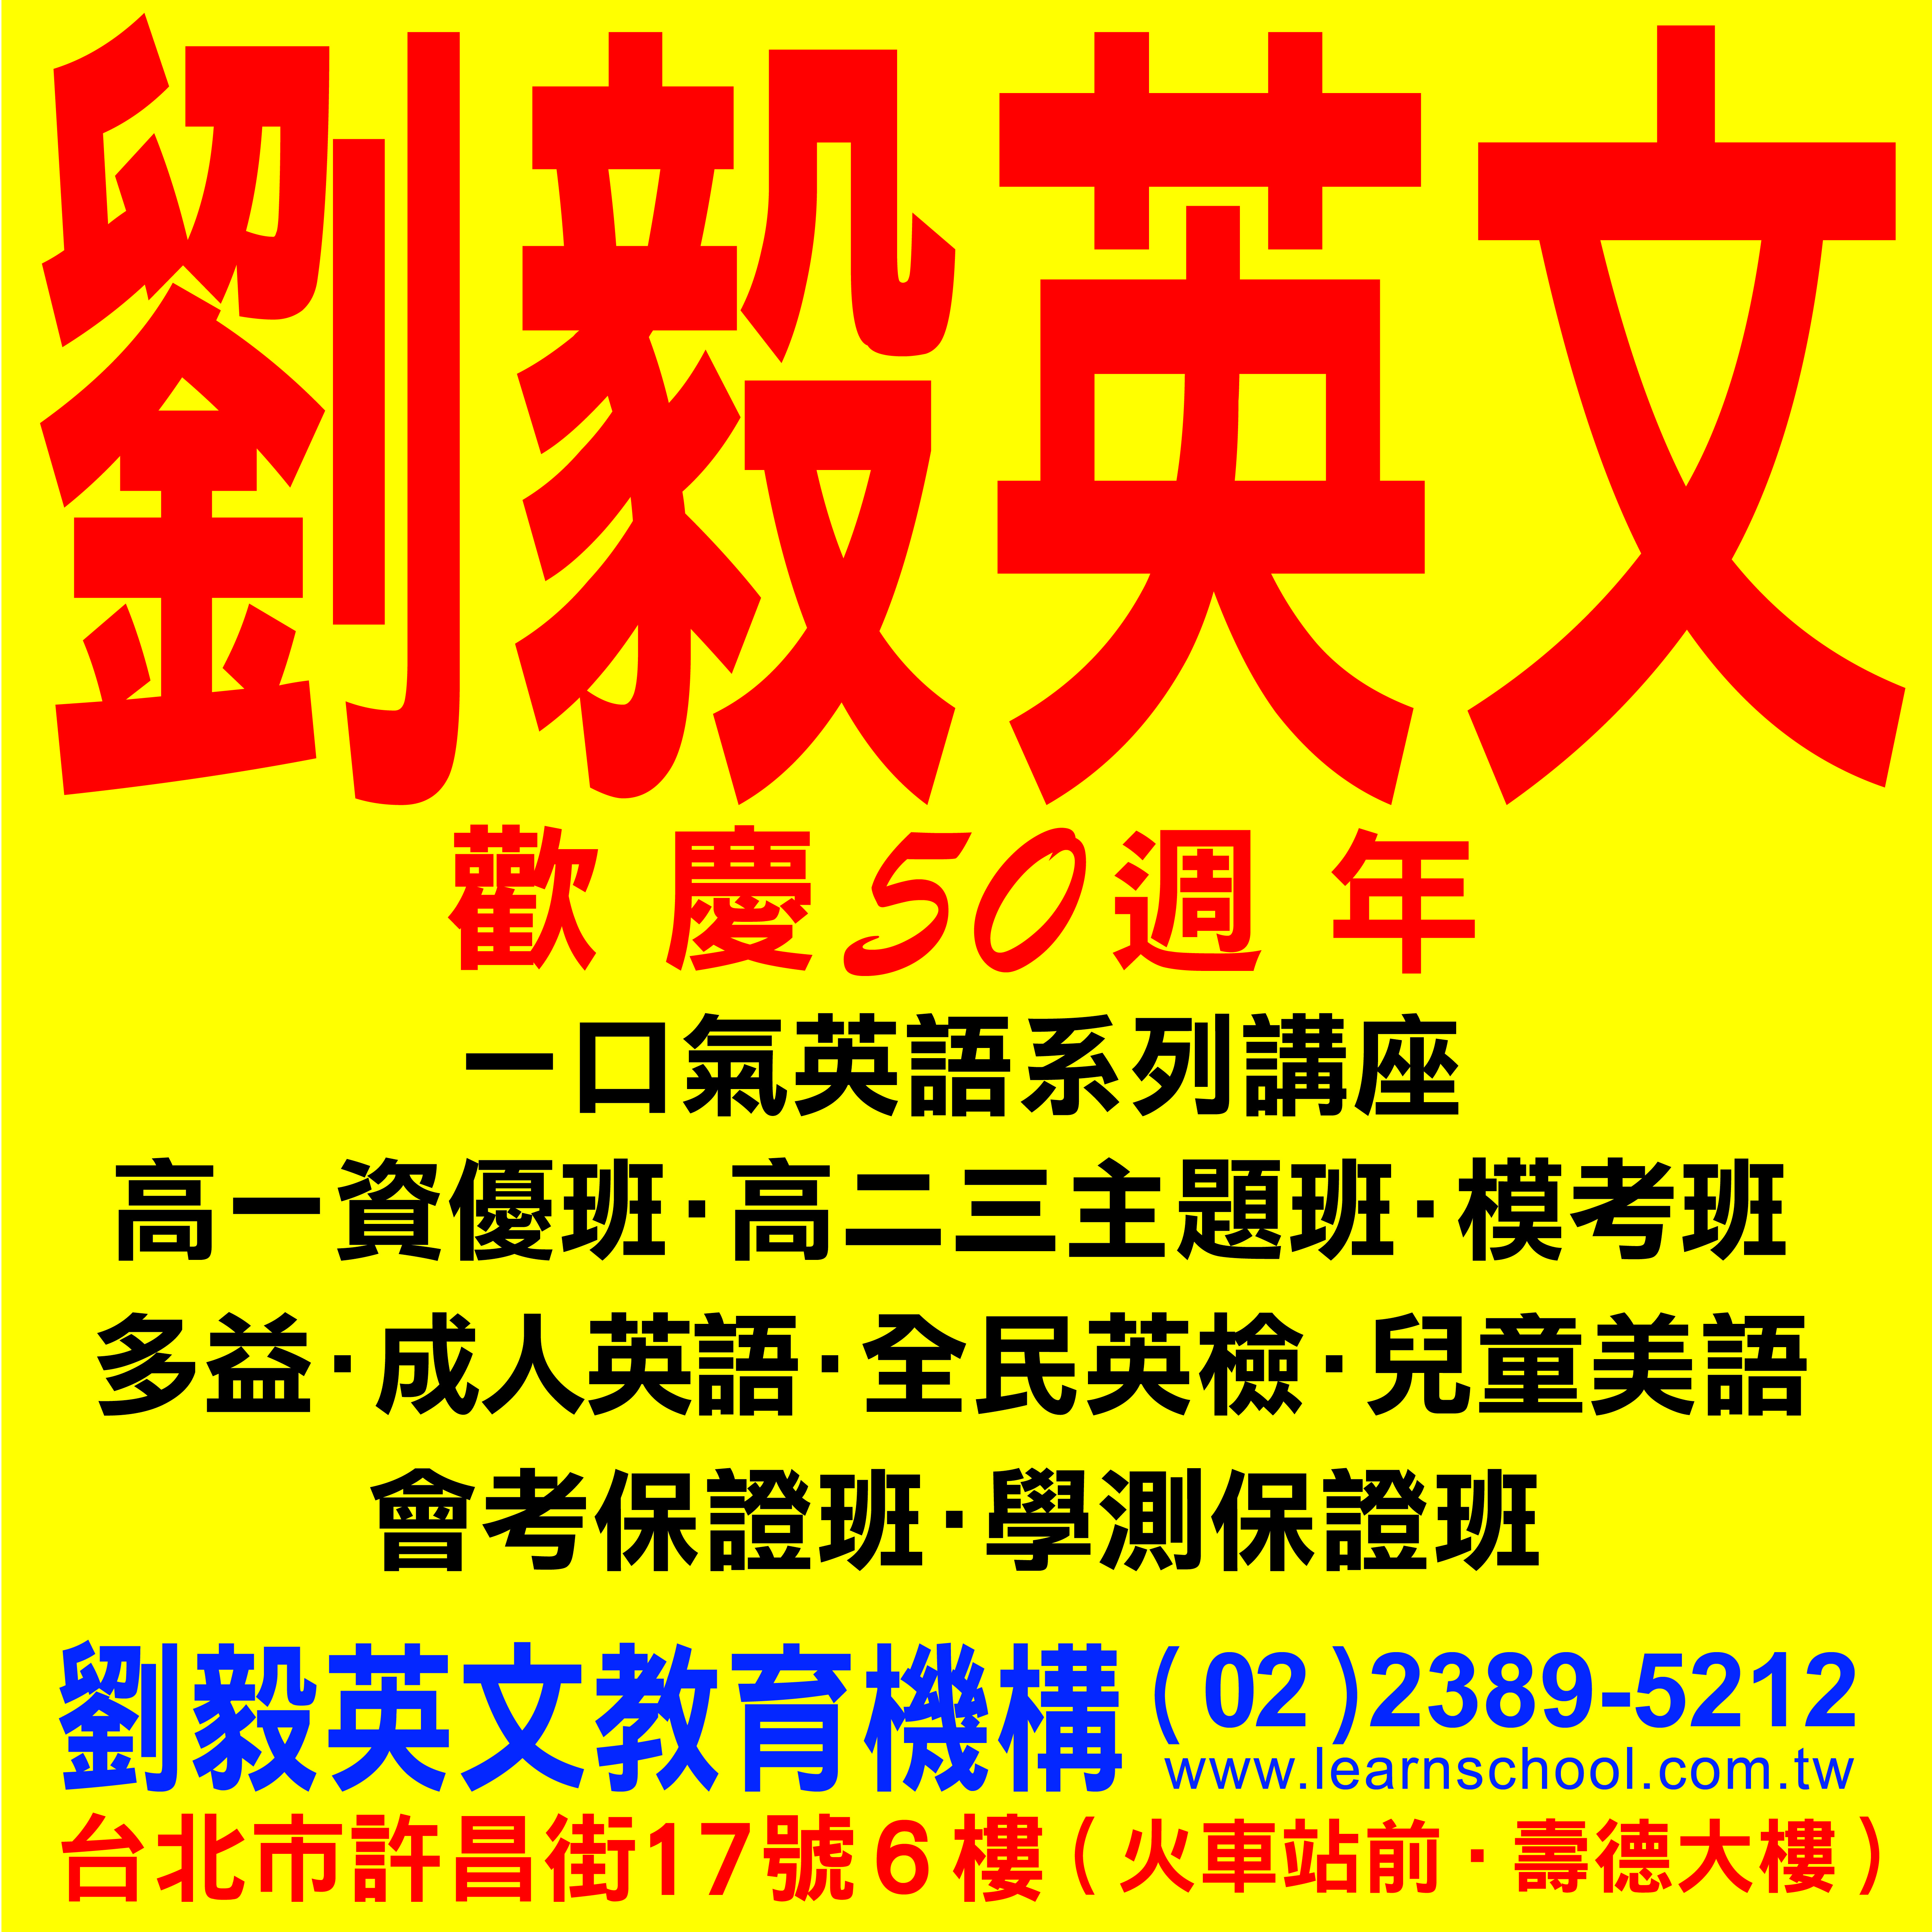 劉毅英文
歡慶50週年
一口氣英語系列講座
高一資優班·高二三主題班·模考班
多益·成人英語·全民英檢·兒童美語
會考保證班·學測保證班
劉毅英文教育機構(02)2389-5212
www.learnschool.com.tw
台北市許昌街17號6樓(火車站前·壽德大樓)